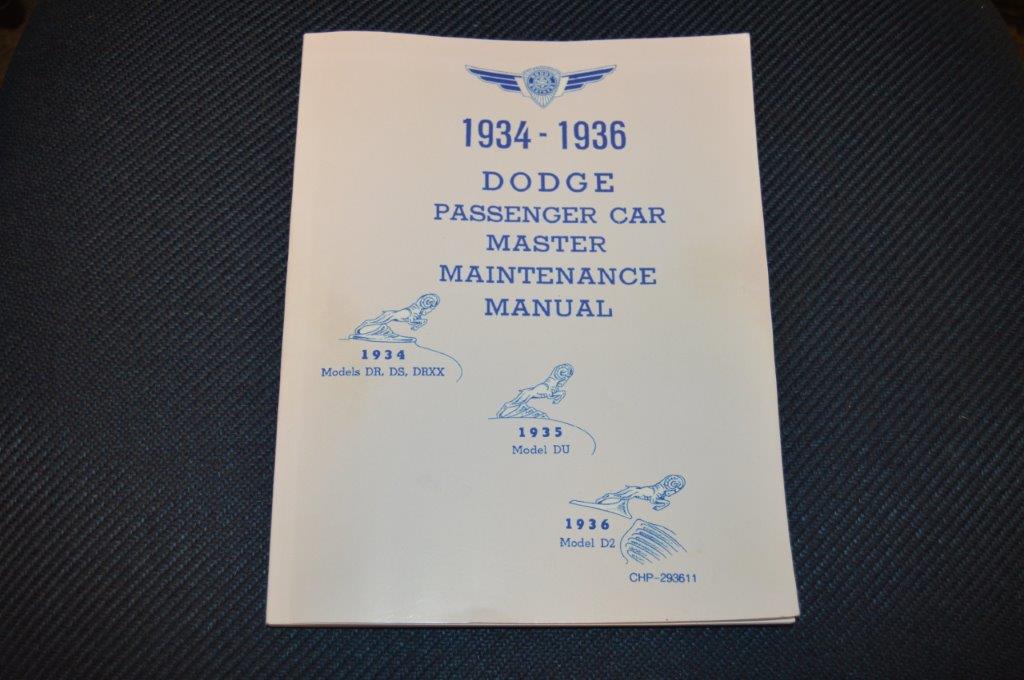 1934 - 1936
DODGE
PASSENGER CAR
MASTER
MAINTENANCE
MANUAL
1934
Models DR, DS, DRXX
1935
Model DU
1936
Model D2
CHP-293611